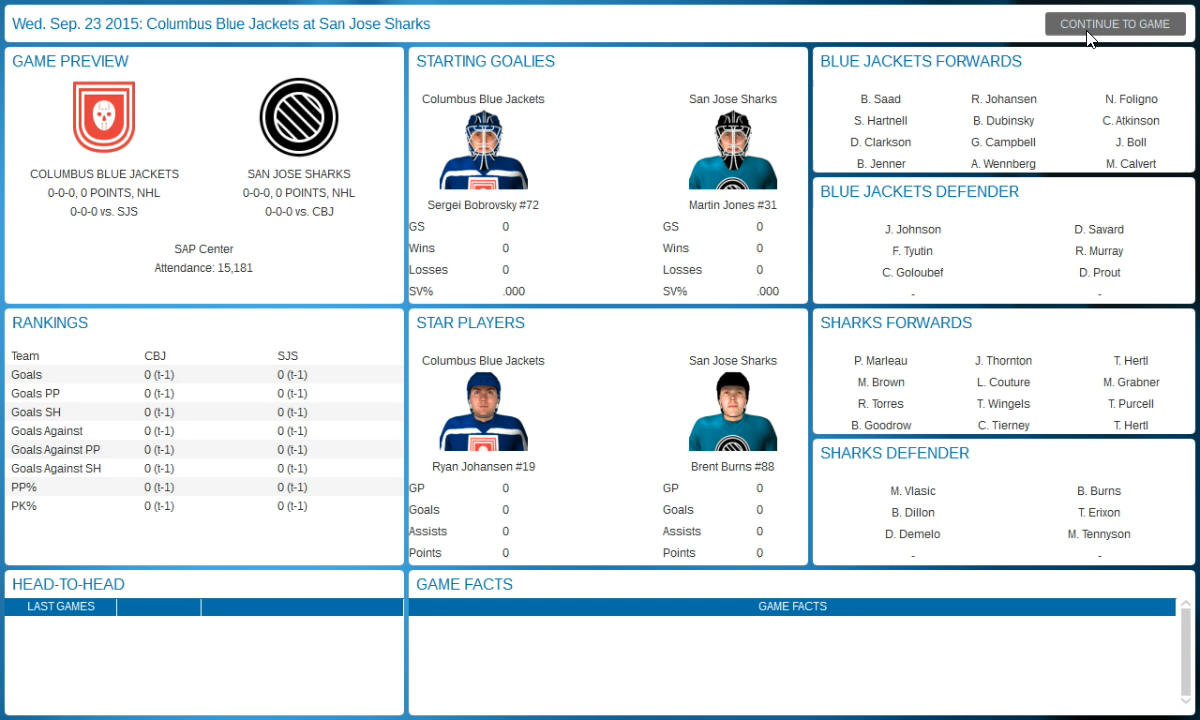 Wed. Sep. 23 2015: Columbus Blue Jackets at San Jose Sharks
CONTINUE TO GAME
GAME PREVIEW
COLUMBUS BLUE JACKETS
0-0-0, 0 POINTS, NHL
0-0-0 vs. SJS
SAN JOSE SHARKS
0-0-0, 0 POINTS, NHL
0-0-0 vs. CBJ
SAP Center
Attendance: 15,181
STARTING GOALIES
Columbus Blue Jackets
Sergei Bobrovsky #72
GS 0
Wins 0
Losses 0
SV% .000
San Jose Sharks
Martin Jones #31
GS 0
Wins 0
Losses 0
SV% .000
BLUE JACKETS FORWARDS
B. Saad R. Johansen N. Foligno
S. Hartnell B. Dubinsky C. Atkinson
D. Clarkson G. Campbell J. Boll
B. Jenner A. Wennberg M. Calvert
BLUE JACKETS DEFENDER
J. Johnson D. Savard
F. Tyutin R. Murray
C. Goloubef D. Prout
- -
RANKINGS
Team CBJ SJS
Goals 0 (t-1) 0 (t-1)
Goals PP 0 (t-1) 0 (t-1)
Goals SH 0 (t-1) 0 (t-1)
Goals Against 0 (t-1) 0 (t-1)
Goals Against PP 0 (t-1) 0 (t-1)
Goals Against SH 0 (t-1) 0 (t-1)
PP% 0 (t-1) 0 (t-1)
PK% 0 (t-1) 0 (t-1)
STAR PLAYERS
Columbus Blue Jackets
Ryan Johansen #19
GP 0
Goals 0
Assists 0
Points 0
San Jose Sharks
Brent Burns #88
GP 0
Goals 0
Assists 0
Points 0
SHARKS FORWARDS
P. Marleau J. Thornton T. Hertl
M. Brown L. Couture M. Grabner
R. Torres T. Wingels T. Purcell
B. Goodrow C. Tierney T. Hertl
SHARKS DEFENDER
M. Vlasic B. Burns
B. Dillon T. Erixon
D. Demelo M. Tennyson
- -
HEAD-TO-HEAD
LAST GAMES
GAME FACTS
GAME FACTS